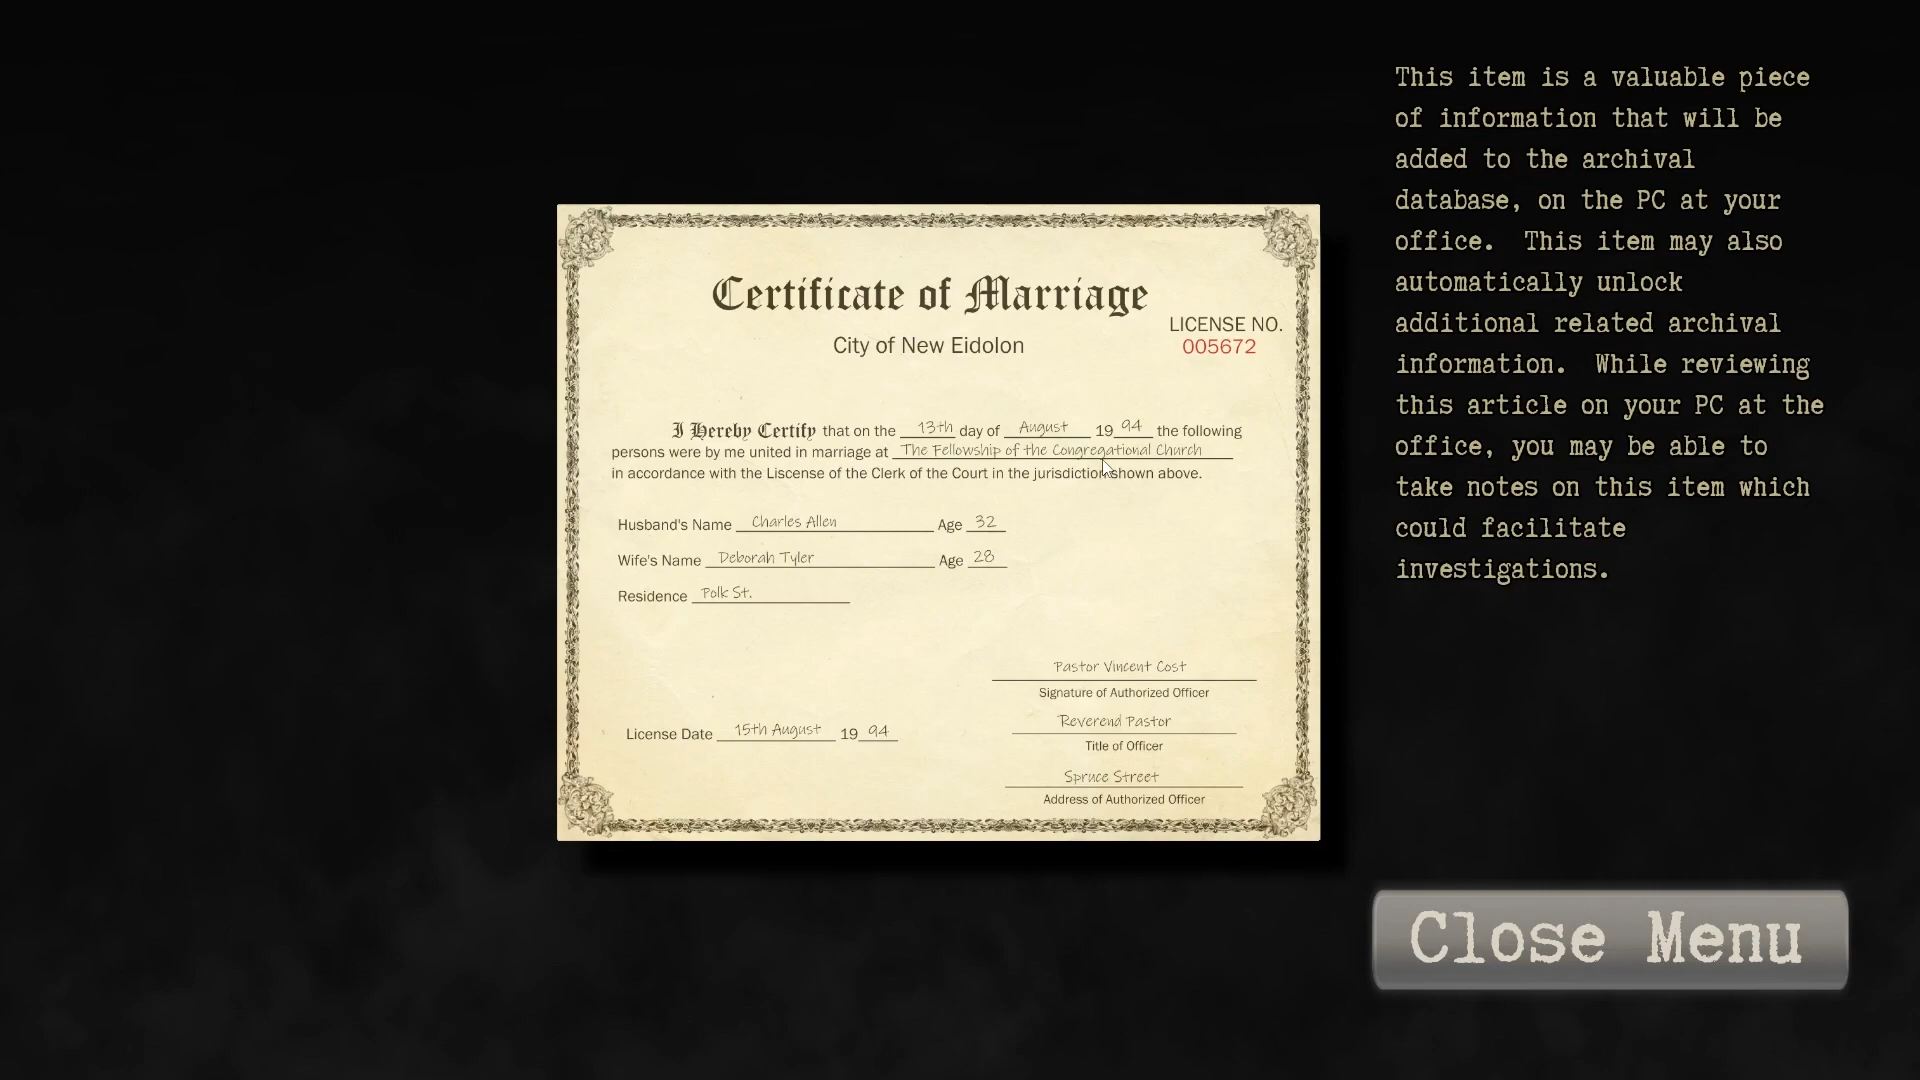 Certificate of Marriage
LICENSE NO.
City of New Eidolon
005672
I Hereby Certify that on the 13th day of August 19 94 the following
persons were by me united in marriage at The Fellowship of the Congregational Church
in accordance with the Liscense of the Clerk of the Court in the jurisdiction shown above.
Husband's Name Charles Allen Age 32
Wife's Name Deborah Tyler Age 28
Residence Polk St.
Pastor Vincent Cost
Signature of Authorized Officer
Reverend Pastor
License Date 15th August 19 94
Title of Officer
Spruce Street
Address of Authorized Officer
This item is a valuable piece
of information that will be
added to the archival
database, on the PC at your
office. This item may also
automatically unlock
additional related archival
information. While reviewing
this article on your PC at the
office, you may be able to
take notes on this item which
could facilitate
investigations.
Close Menu